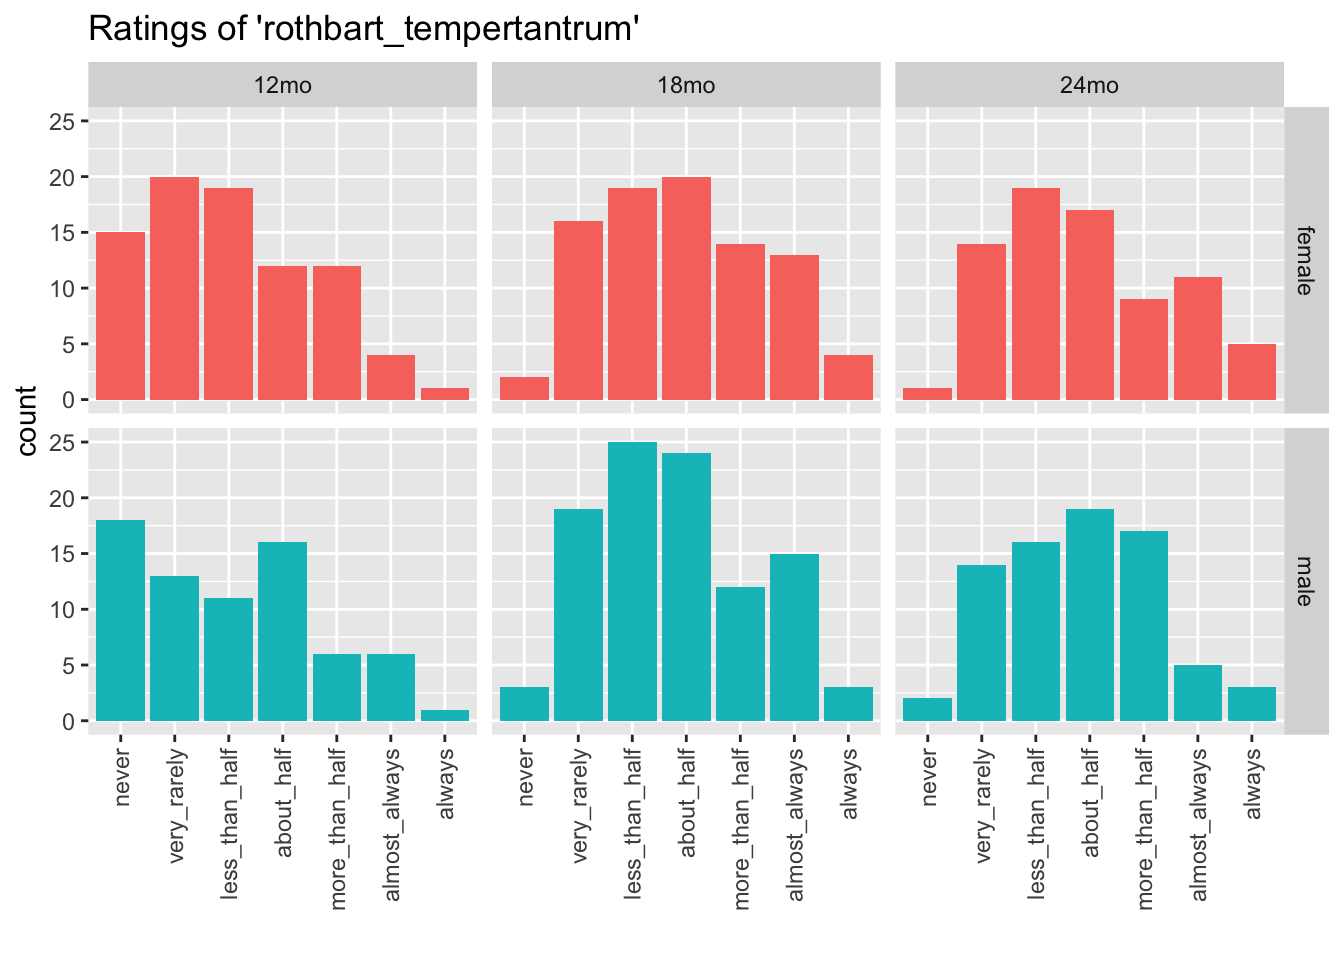 Ratings of 'rothbart_tempertantrum'
12mo 18mo 24mo
25
20
15
10
5
0
female
count
25
20
15
10
5
0
male
never very_rarely less_than_half about_half more_than_half almost_always always never very_rarely less_than_half about_half more_than_half almost_always always never very_rarely less_than_half about_half more_than_half almost_always always